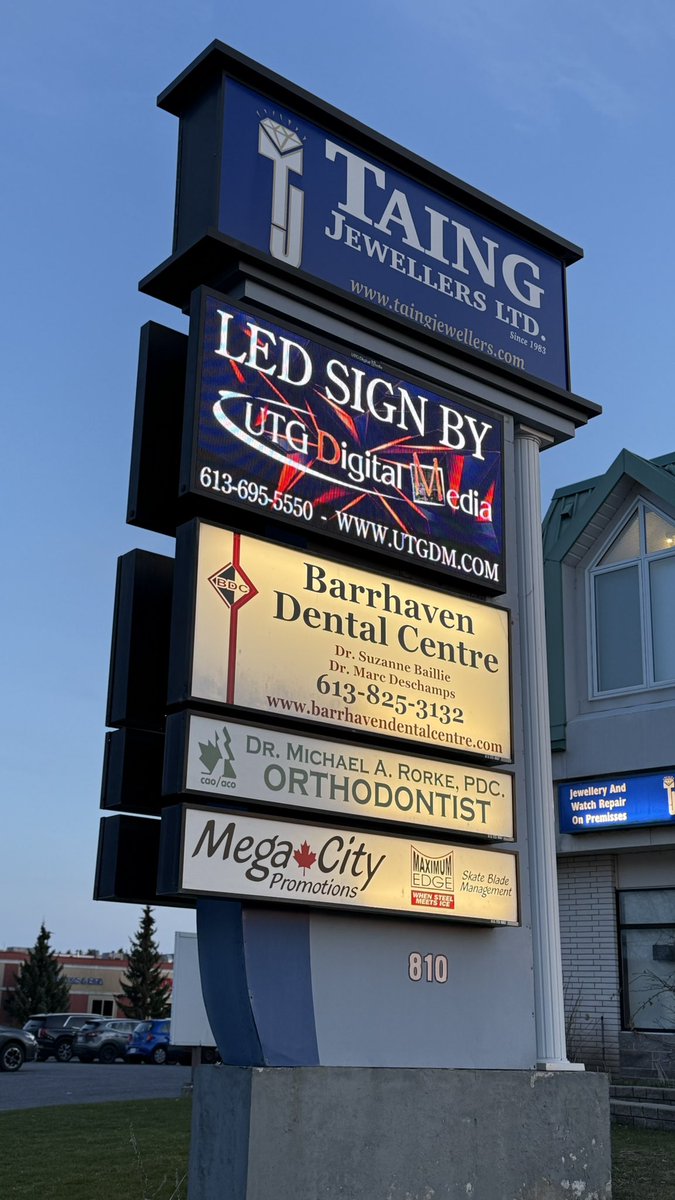 TJ
TAING
JEWELLERS LTD.
Since 1983
www.taingjewellers.com
LED SIGN BY
UTG Digital Media
613-695-5550 - WWW.UTGDM.COM
BDC
Barrhaven
Dental Centre
Dr. Suzanne Baillie
Dr. Marc Deschamps
613-825-3132
www.barrhavendentalcentre.com
cao/aco
DR. MICHAEL A. RORKE, PDC.
ORTHODONTIST
Mega City
Promotions
MAXIMUM
EDGE
WHEN STEEL
MEETS ICE
Skate Blade
Management
810
Jewellery And
Watch Repair
On Premisses